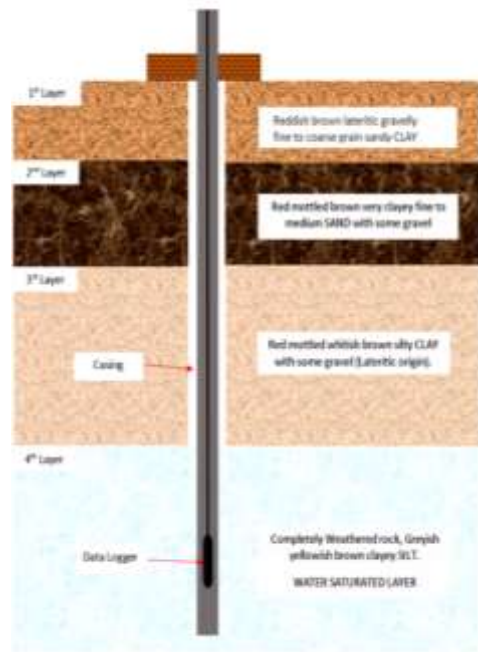 1st Layer
Reddish brown lateritic gravelly
fine to coarse prain sandy CLAY
2nd Layer
Red mottled brown very clayey fine to
medium SAND with some gravel
3rd Layer
Red mottled whitish brown silty CLAY
with some gravel (Lateritic origin).
Casing
4th Layer
Completely Weathered rock, Greyish
yellowish brown clayey SILT.
Data Logger
WATER SATURATED LAYER